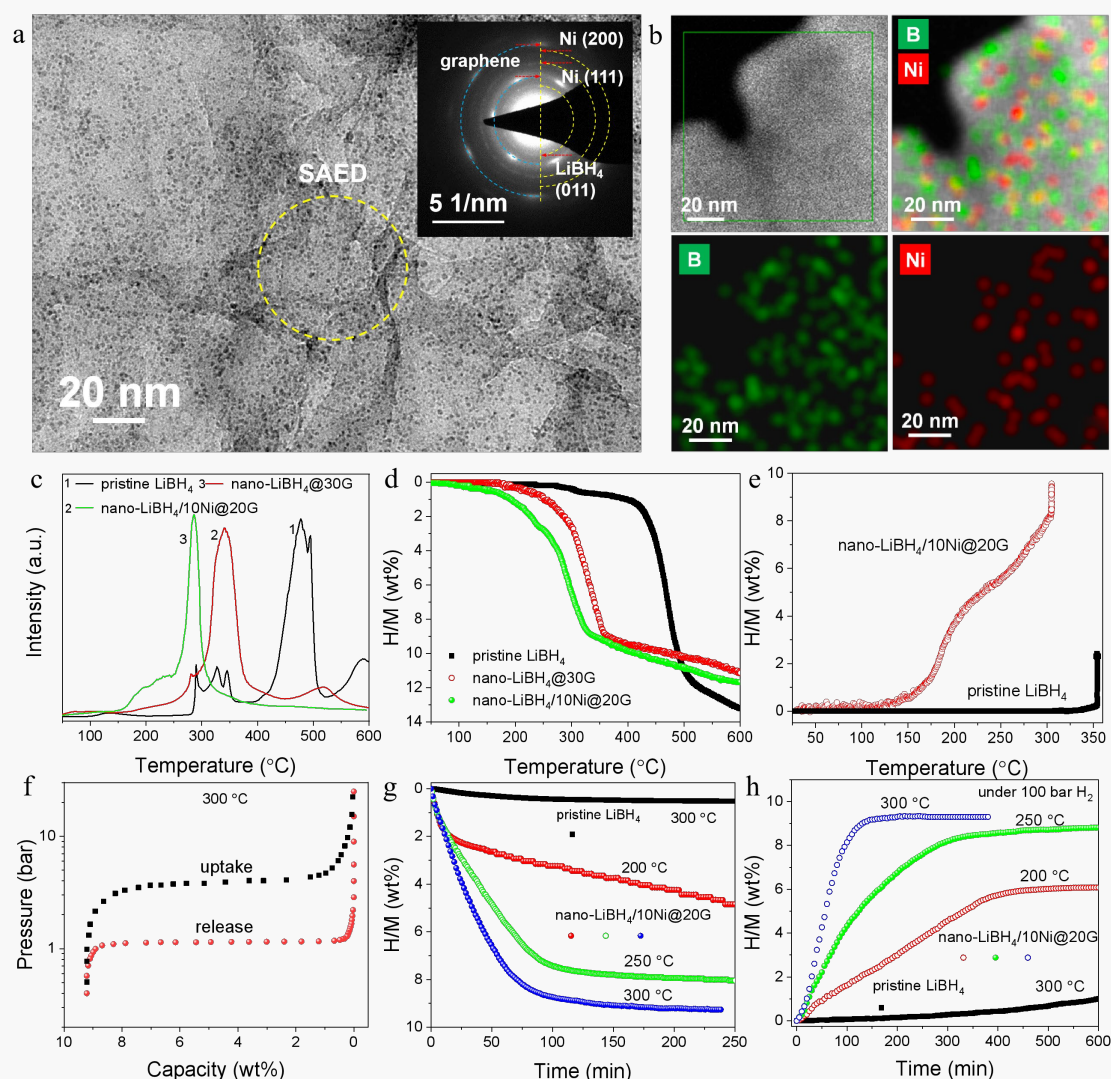 a
SAED
20 nm
graphene
Ni (200)
Ni (111)
LiBH₄
(011)
5 1/nm
b
20 nm
B
Ni
20 nm
B
20 nm
Ni
20 nm
c
1 pristine LiBH₄ 3 nano-LiBH₄@30G
2 nano-LiBH₄/10Ni@20G
3
2
1
Intensity (a.u.)
50 100 200 300 400 500 600
Temperature (°C)
d
0
2
4
6
8
10
12
14
H/M (wt%)
pristine LiBH₄
nano-LiBH₄@30G
nano-LiBH₄/10Ni@20G
100 200 300 400 500 600
Temperature (°C)
e
10
8
6
4
2
0
H/M (wt%)
nano-LiBH₄/10Ni@20G
pristine LiBH₄
50 100 150 200 250 300 350
Temperature (°C)
f
300 °C
10
1
Pressure (bar)
uptake
release
10 8 6 4 2 0
Capacity (wt%)
g
0
2
4
6
8
10
H/M (wt%)
pristine LiBH₄
300 °C
200 °C
nano-LiBH₄/10Ni@20G
250 °C
300 °C
0 50 100 150 200 250
Time (min)
h
under 100 bar H₂
10
8
6
4
2
0
H/M (wt%)
300 °C
250 °C
200 °C
nano-LiBH₄/10Ni@20G
pristine LiBH₄
300 °C
0 100 200 300 400 500 600
Time (min)